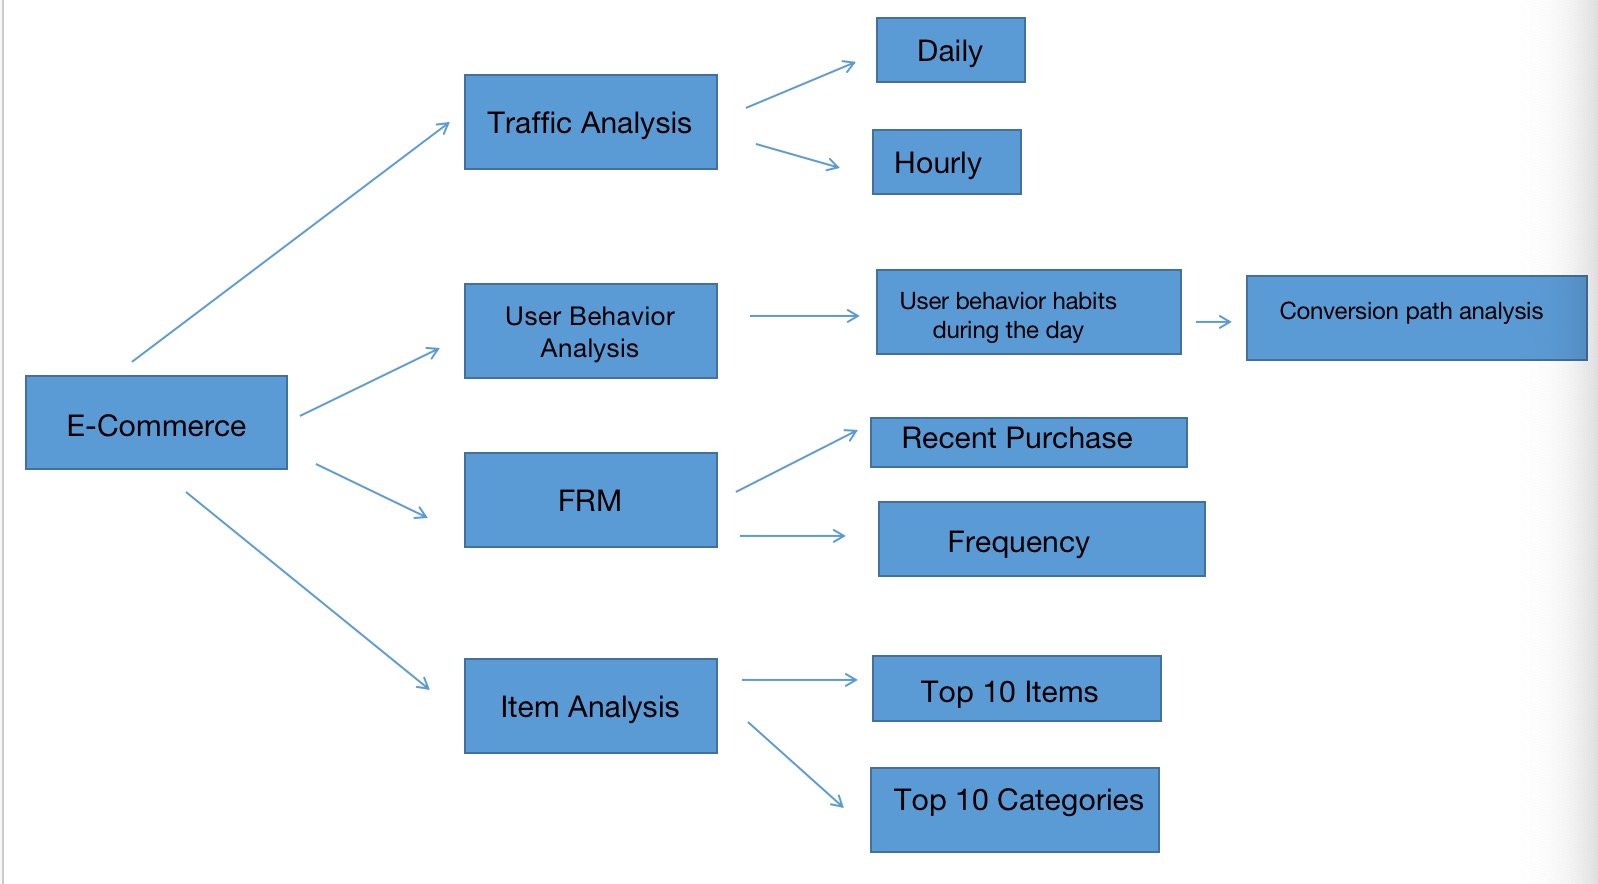 Daily
Traffic Analysis
Hourly
User behavior habits
during the day
Conversion path analysis
User Behavior
Analysis
E-Commerce
Recent Purchase
FRM
Frequency
Item Analysis
Top 10 Items
Top 10 Categories